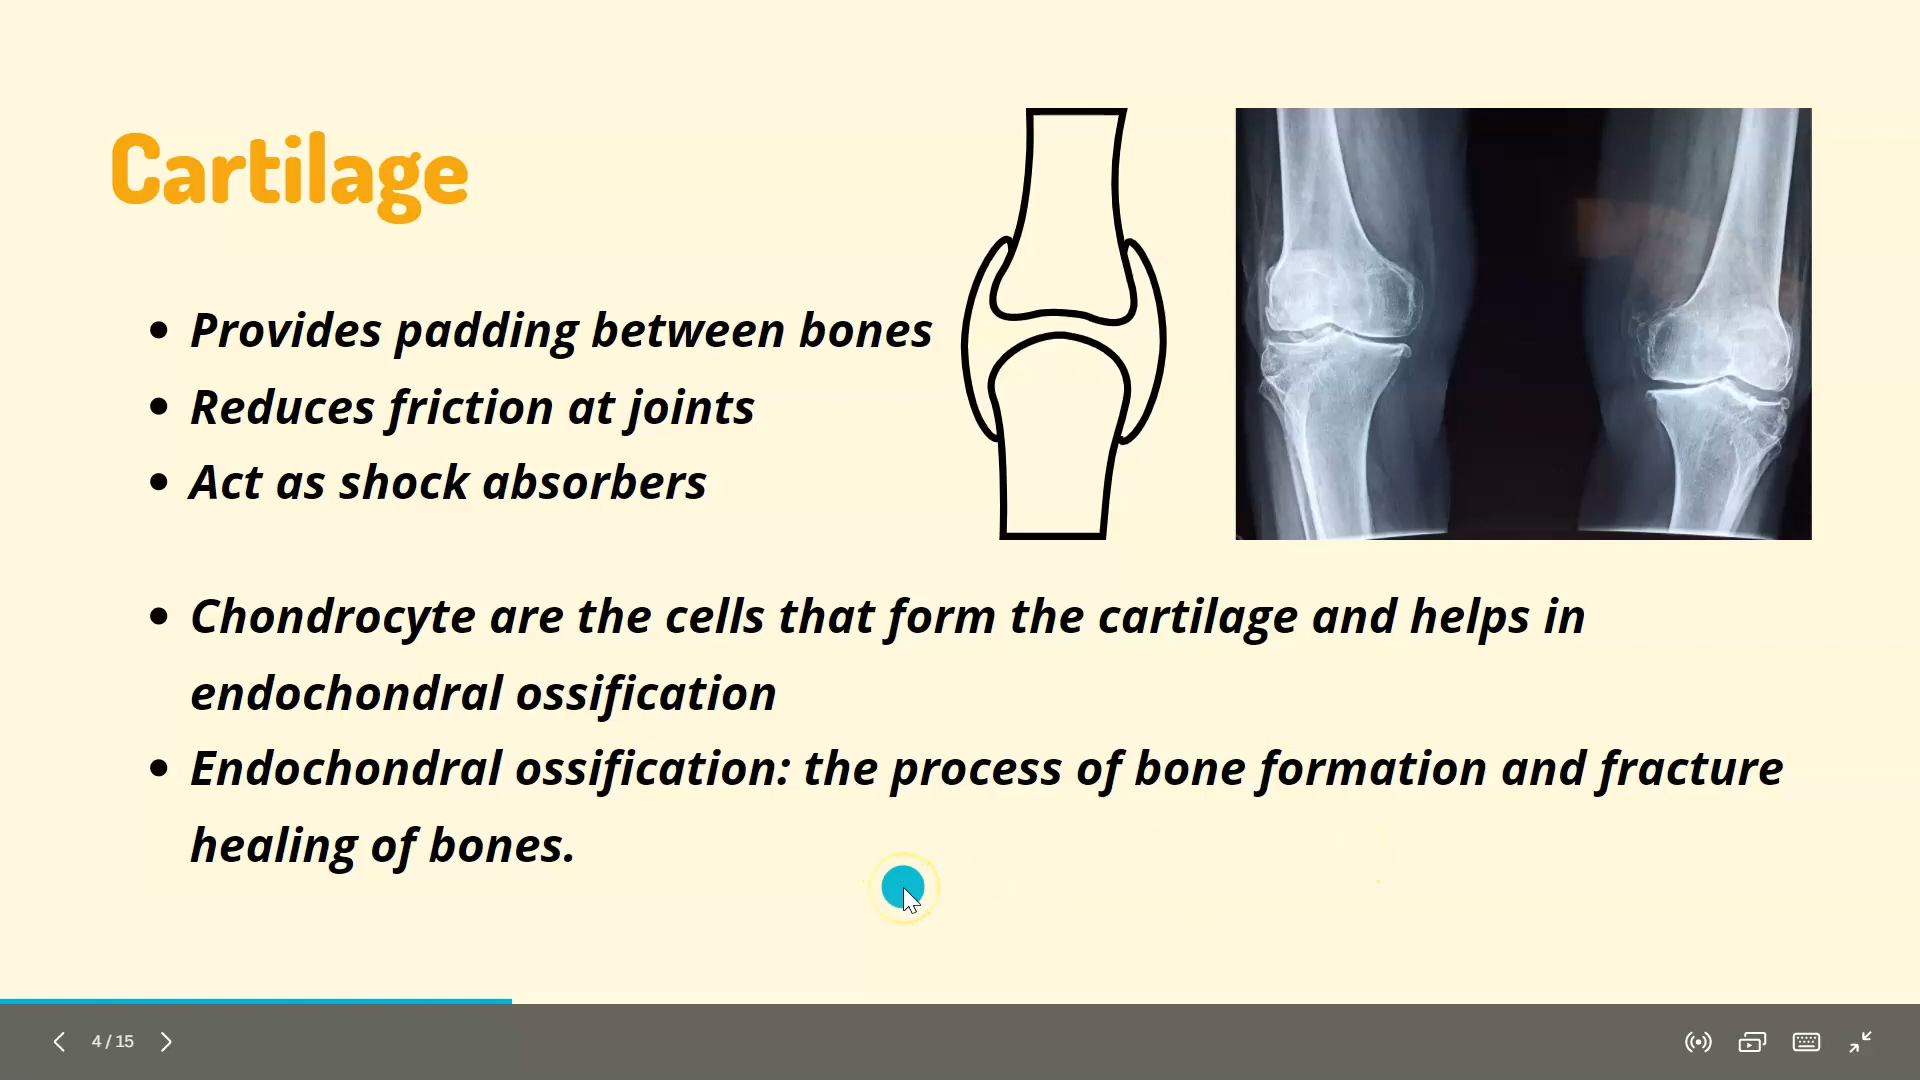 Cartilage
Provides padding between bones
Reduces friction at joints
Act as shock absorbers
Chondrocyte are the cells that form the cartilage and helps in
endochondral ossification
Endochondral ossification: the process of bone formation and fracture
healing of bones.
4 / 15